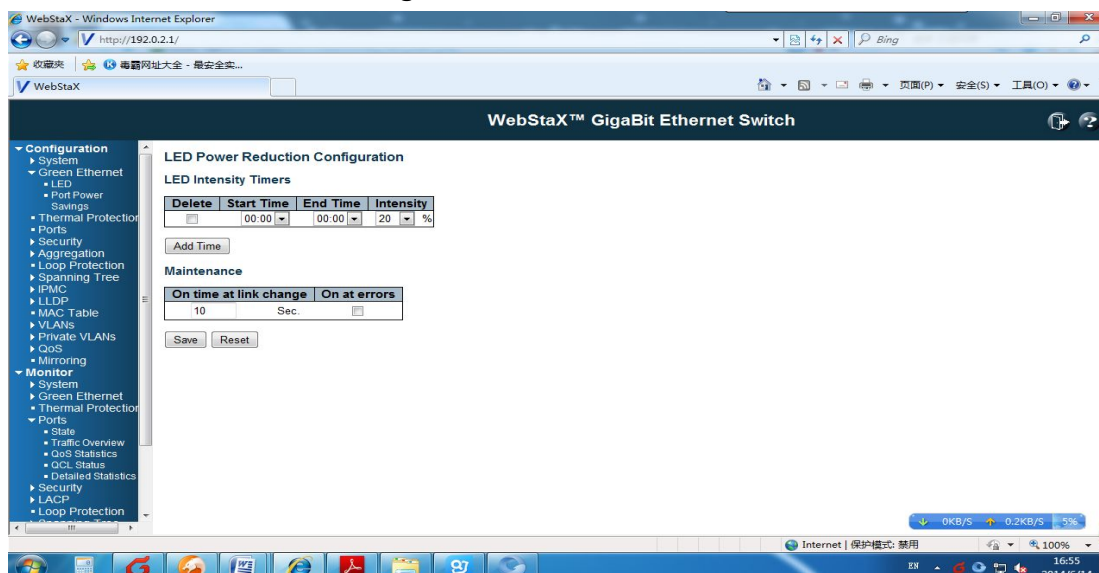 WebStaX - Windows Internet Explorer
http://192.0.2.1/
Bing
收藏夹 毒霸网址大全 - 最安全实...
WebStaX
页面(P) 安全(S) 工具(O)
WebStaX™ GigaBit Ethernet Switch
Configuration
System
Green Ethernet
LED
Port Power
Savings
Thermal Protection
Ports
Security
Aggregation
Loop Protection
Spanning Tree
IPMC
LLDP
MAC Table
VLANs
Private VLANs
QoS
Mirroring
Monitor
System
Green Ethernet
Thermal Protection
Ports
State
Traffic Overview
QoS Statistics
QCL Status
Detailed Statistics
Security
LACP
Loop Protection
LED Power Reduction Configuration
LED Intensity Timers
Delete Start Time End Time Intensity
00:00 00:00 20 %
Add Time
Maintenance
On time at link change On at errors
10 Sec.
Save Reset
0KB/S 0.2KB/S 5%
Internet | 保护模式: 禁用
100%
EN
16:55